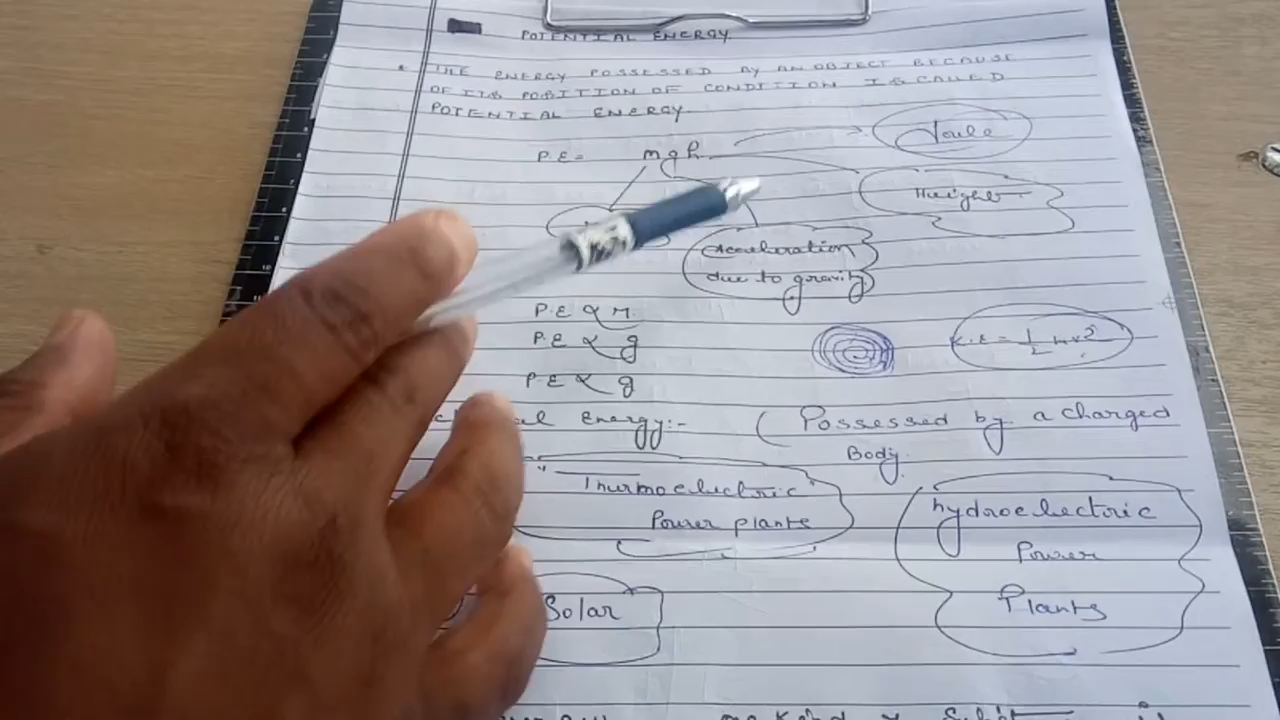 POTENTIAL ENERGY
* THE ENERGY POSSESSED BY AN OBJECT BECAUSE
OF ITS POSITION OF CONDITION IS CALLED
POTENTIAL ENERGY.
P.E= mgh
Joule
Height
Acceleration
due to gravity
P.E ∝ m
P.E ∝ g
K.E = 1/2 mv2
P.E ∝ g
Energy:-
( Possessed by a charged
Body.
Thermoelectric
Power plants
hydroelectric
Power
Plants
Solar